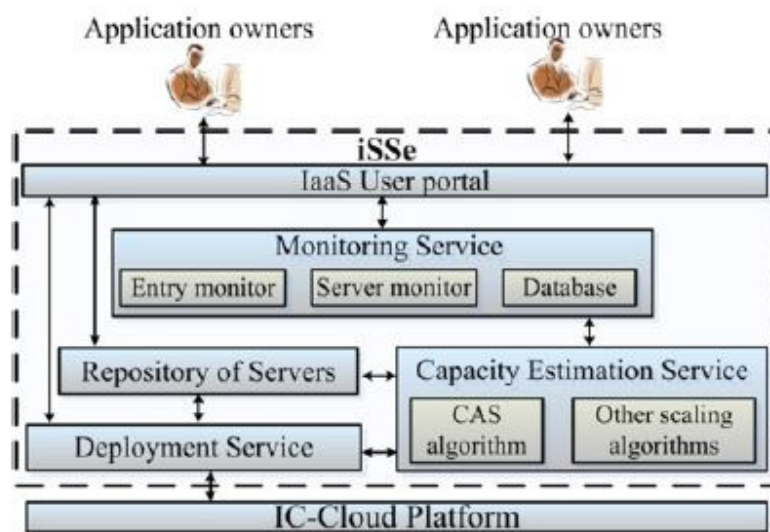 Application owners
Application owners
iSSe
IaaS User portal
Monitoring Service
Entry monitor
Server monitor
Database
Repository of Servers
Capacity Estimation Service
CAS
algorithm
Other scaling
algorithms
Deployment Service
IC-Cloud Platform